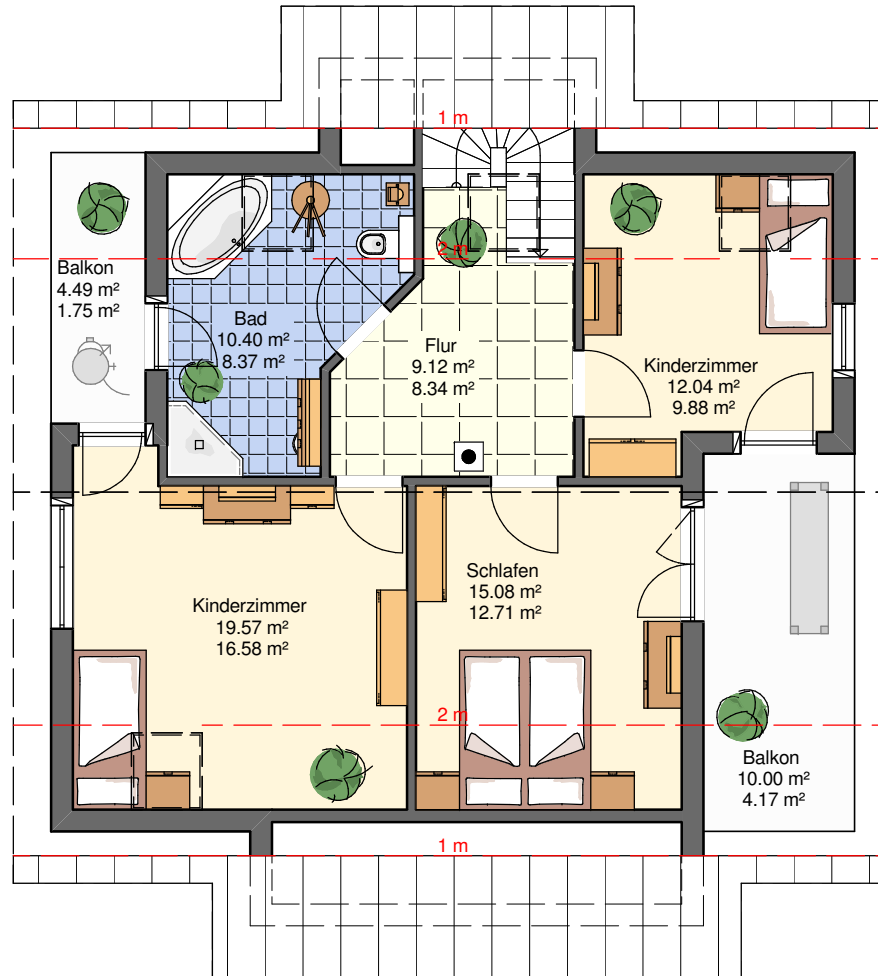 1 m
2 m
Balkon
4.49 m²
1.75 m²
Bad
10.40 m²
8.37 m²
Flur
9.12 m²
8.34 m²
Kinderzimmer
12.04 m²
9.88 m²
Kinderzimmer
19.57 m²
16.58 m²
Schlafen
15.08 m²
12.71 m²
2 m
Balkon
10.00 m²
4.17 m²
1 m